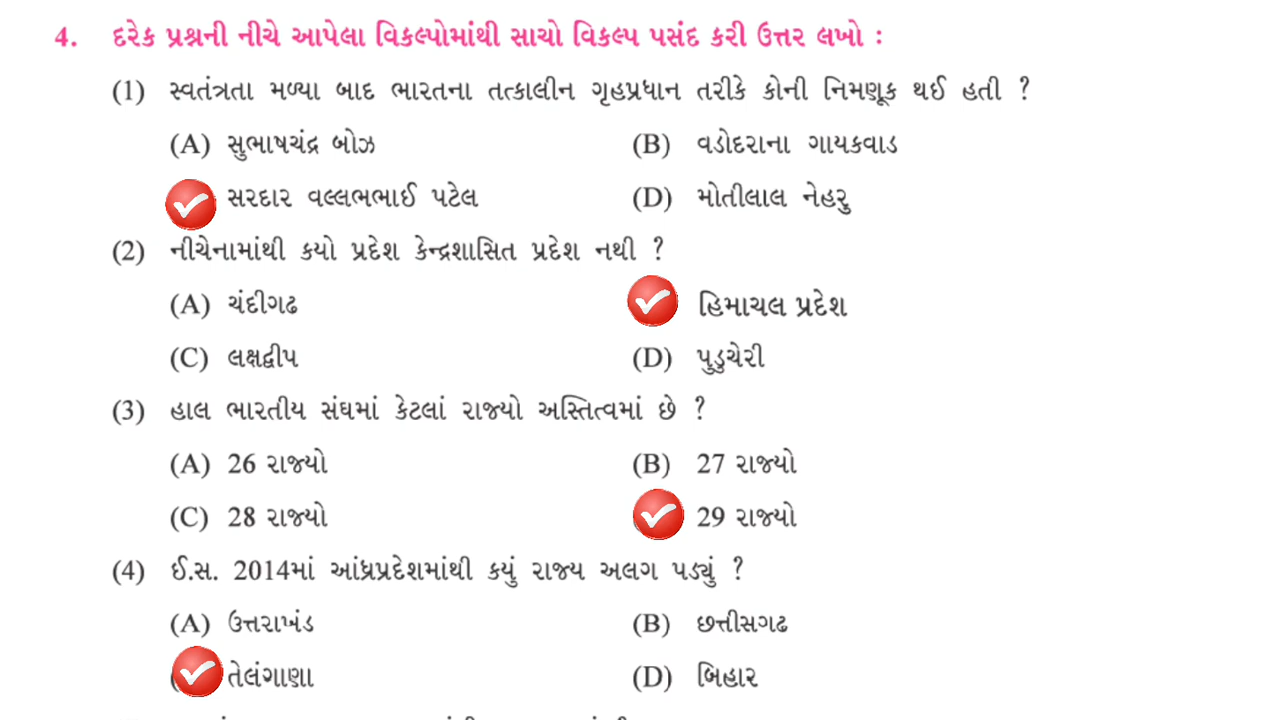 4. દરેક પ્રશ્નની નીચે આપેલા વિકલ્પોમાંથી સાચો વિકલ્પ પસંદ કરી ઉત્તર લખો :
(1) સ્વતંત્રતા મળ્યા બાદ ભારતના તત્કાલીન ગૃહપ્રધાન તરીકે કોની નિમણૂક થઈ હતી ?
(A) સુભાષચંદ્ર બોઝ (B) વડોદરાના ગાયકવાડ
સરદાર વલ્લભભાઈ પટેલ (D) મોતીલાલ નેહરુ
(2) નીચેનામાંથી કયો પ્રદેશ કેન્દ્રશાસિત પ્રદેશ નથી ?
(A) ચંદીગઢ હિમાચલ પ્રદેશ
(C) લક્ષદ્વીપ (D) પુડુચેરી
(3) હાલ ભારતીય સંઘમાં કેટલાં રાજ્યો અસ્તિત્વમાં છે ?
(A) 26 રાજ્યો (B) 27 રાજ્યો
(C) 28 રાજ્યો 29 રાજ્યો
(4) ઈ.સ. 2014માં આંધ્રપ્રદેશમાંથી કયું રાજ્ય અલગ પડ્યું ?
(A) ઉત્તરાખંડ (B) છત્તીસગઢ
તેલંગાણા (D) બિહાર